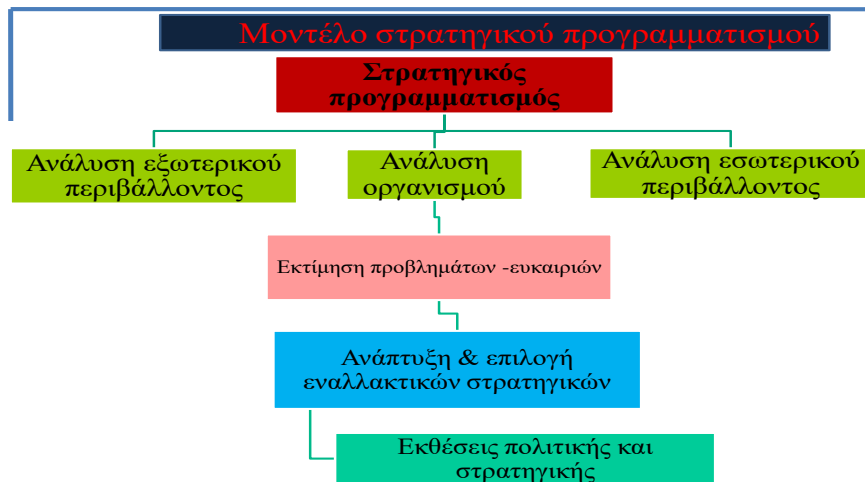 Μοντέλο στρατηγικού προγραμματισμού
Στρατηγικός
προγραμματισμός
Ανάλυση εξωτερικού
περιβάλλοντος
Ανάλυση
οργανισμού
Ανάλυση εσωτερικού
περιβάλλοντος
Εκτίμηση προβλημάτων -ευκαιριών
Ανάπτυξη & επιλογή
εναλλακτικών στρατηγικών
Εκθέσεις πολιτικής και
στρατηγικής